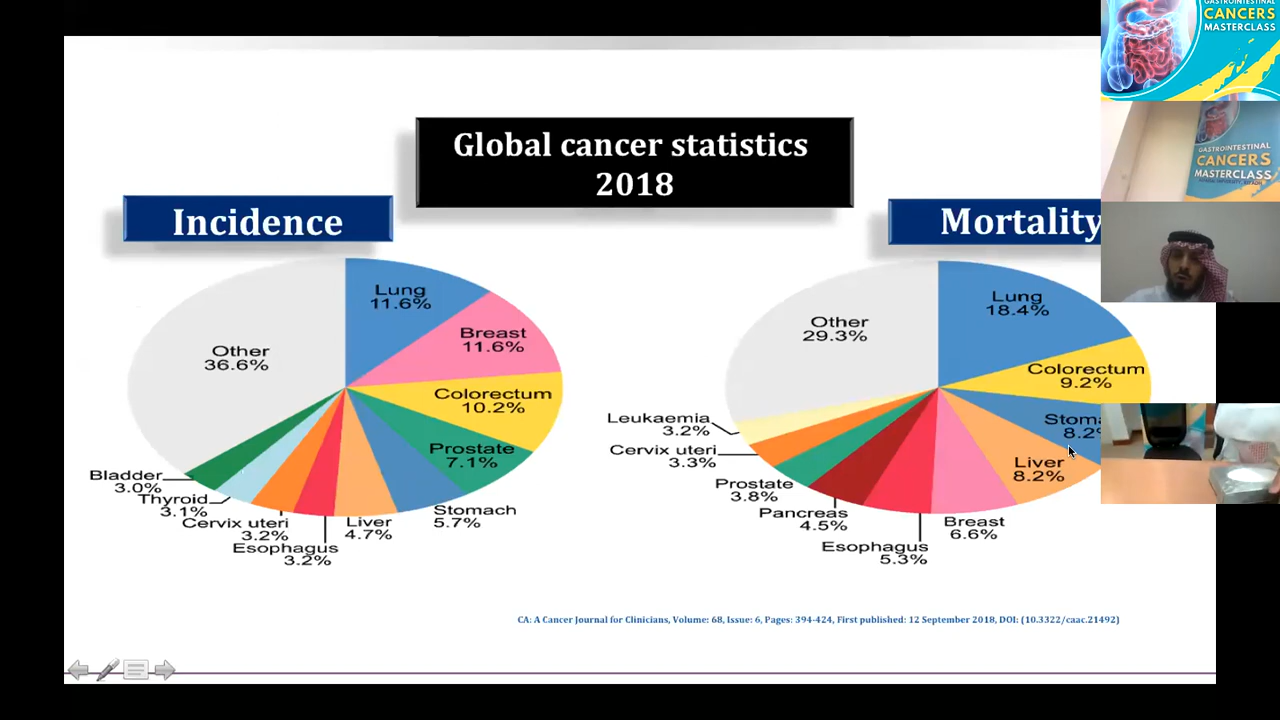 Global cancer statistics
2018
Incidence
Lung
11.6%
Breast
11.6%
Colorectum
10.2%
Prostate
7.1%
Stomach
5.7%
Liver
4.7%
Esophagus
3.2%
Cervix uteri
3.2%
Thyroid
3.1%
Bladder
3.0%
Other
36.6%
Mortality
Lung
18.4%
Colorectum
9.2%
Stoma
8.2%
Liver
8.2%
Breast
6.6%
Esophagus
5.3%
Pancreas
4.5%
Prostate
3.8%
Cervix uteri
3.3%
Leukaemia
3.2%
Other
29.3%
CA: A Cancer Journal for Clinicians, Volume: 68, Issue: 6, Pages: 394-424, First published: 12 September 2018, DOI: (10.3322/caac.21492)
GASTROINTESTINAL
CANCERS
MASTERCLASS
GASTROINTESTINAL
CANCERS
MASTERCLASS